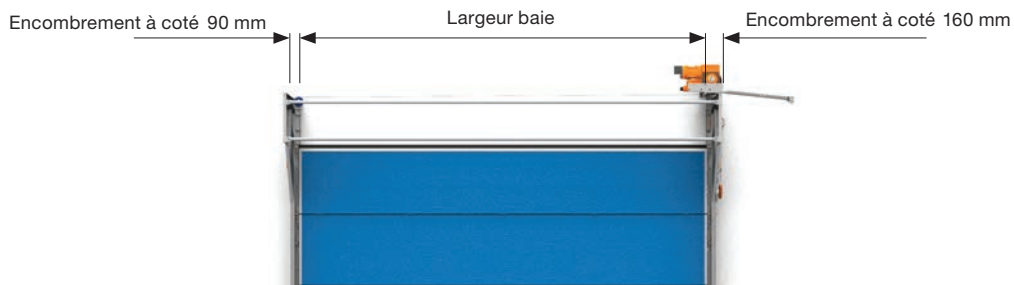 Encombrement à coté 90 mm
Largeur baie
Encombrement à coté 160 mm